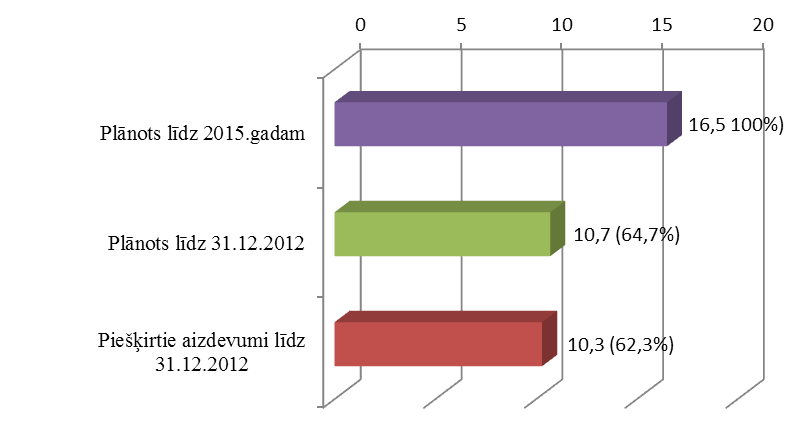 0 5 10 15 20
Plānots līdz 2015.gadam
16,5 100%)
Plānots līdz 31.12.2012
10,7 (64,7%)
Piešķirtie aizdevumi līdz
31.12.2012
10,3 (62,3%)